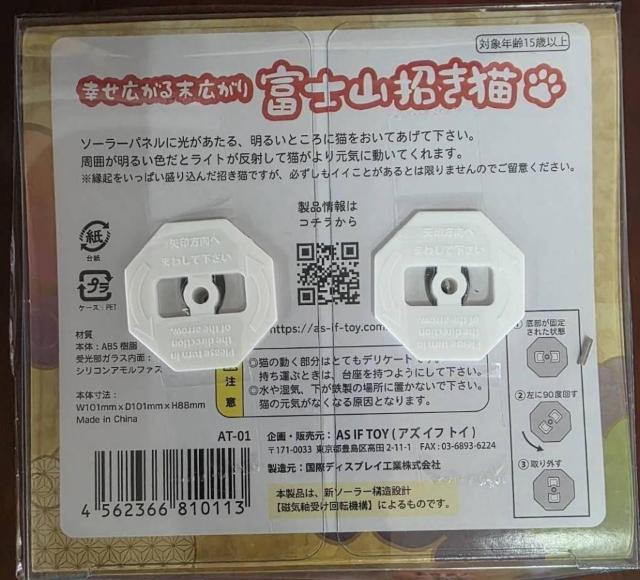 対象年齢15歳以上
幸せ広がる末広がり 富士山招き猫
ソーラーパネルに光があたる、明るいところに猫をおいてあげて下さい。
周囲が明るい色だとライトが反射して猫がより元気に動いてくれます。
※縁起をいっぱい盛り込んだ招き猫ですが、必ずしもイイことがあるとは限りませんのでご留意ください。
製品情報は
コチラから
紙
台紙
プラ
ケース:PET
矢印方向へ
まわして下さい
Please turn in
the direction
of the arrow.
矢印方向へ
まわして下さい
Please turn in
the direction
of the arrow.
https://as-if-toy.com
材質
本体:ABS 樹脂
受光部ガラス内面:
シリコンアモルファス
本体寸法:
W101mm×D101mm×H88mm
Made in China
注意
◎猫の動く部分はとてもデリケート
持ち運ぶときは、台座を持つようにして下さい。
◎水や湿気、下が鉄製の場所に置かないで下さい。
猫の元気がなくなる原因となります。
①底部が固定
された状態
②左に90度回す
③取り外す
AT-01
企画・販売元:AS IF TOY(アズイフトイ)
〒171-0033 東京都豊島区高田2-11-1 FAX:03-6893-6224
製造元:国際ディスプレイ工業株式会社
本製品は、新ソーラー構造設計
【磁気軸受け回転機構】によるものです。
4 562366 810113